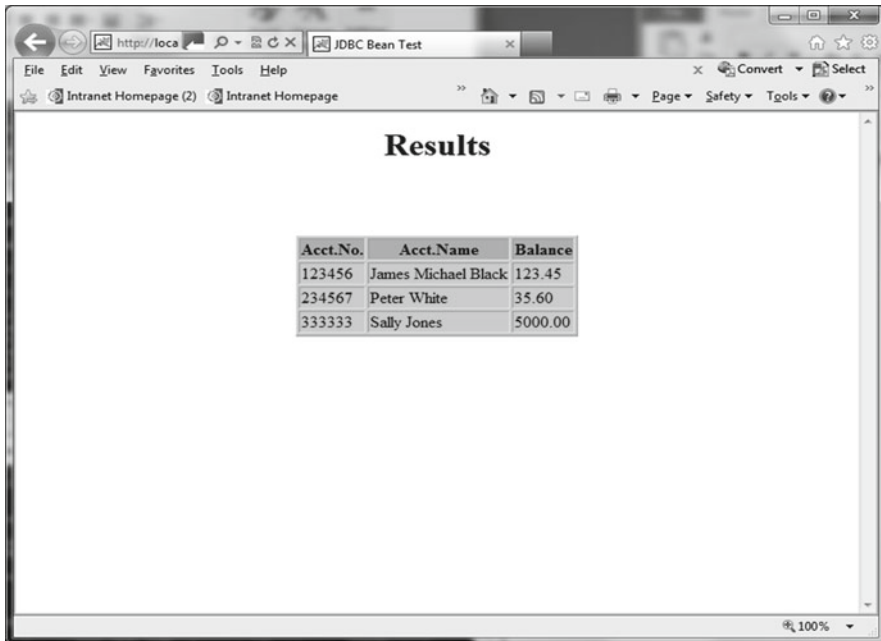 http://loca
JDBC Bean Test
File Edit View Favorites Tools Help
Convert Select
Intranet Homepage (2) Intranet Homepage
Page Safety Tools
Results
Acct.No. Acct.Name Balance
123456 James Michael Black 123.45
234567 Peter White 35.60
333333 Sally Jones 5000.00
100%